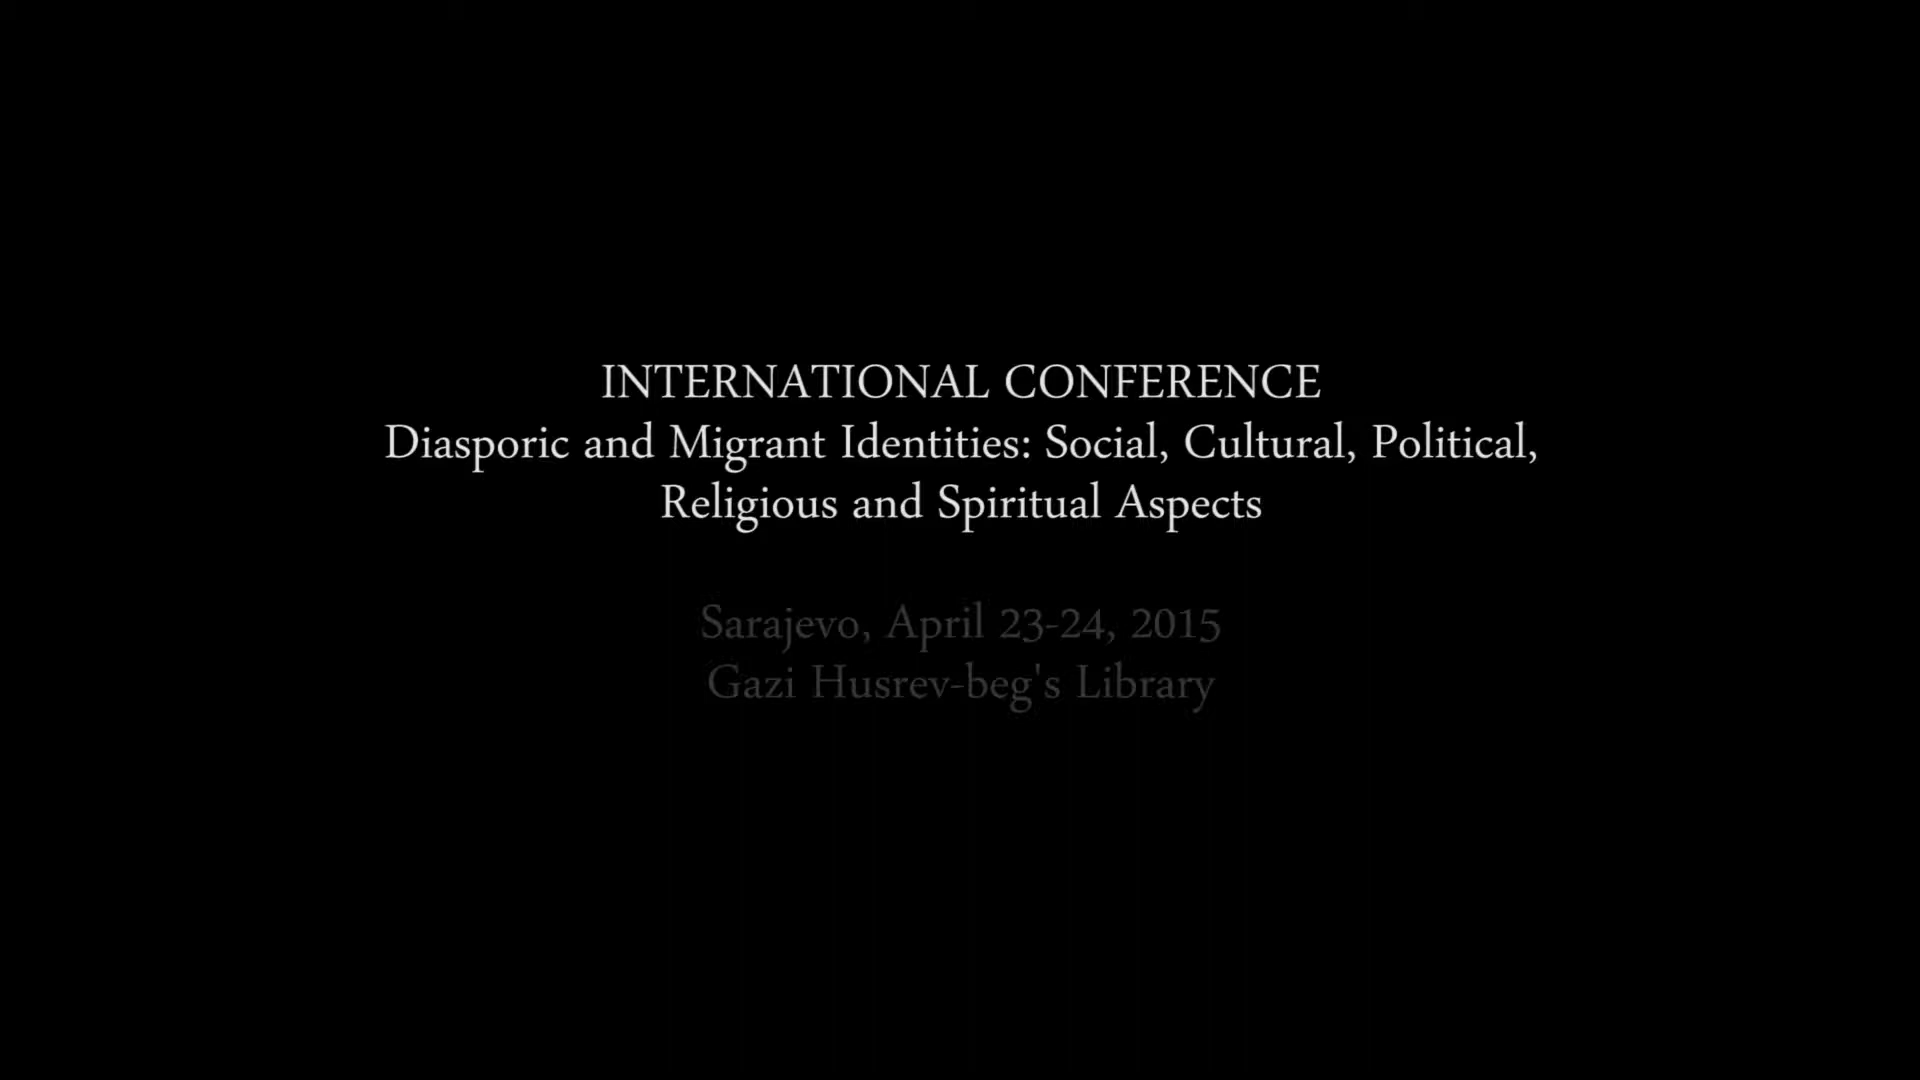 INTERNATIONAL CONFERENCE
Diasporic and Migrant Identities: Social, Cultural, Political,
Religious and Spiritual Aspects
Sarajevo, April 23-24, 2015
Gazi Husrev-beg's Library